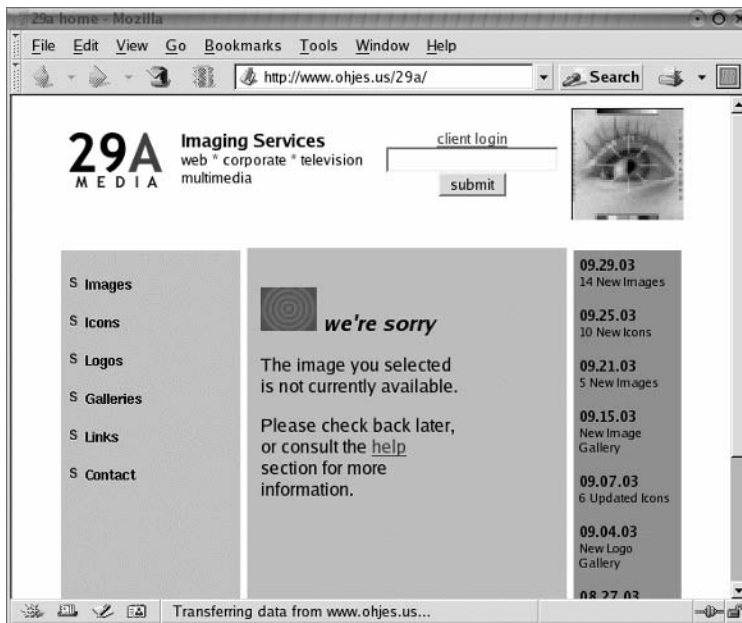 29a home - Mozilla
File Edit View Go Bookmarks Tools Window Help
http://www.ohjes.us/29a/
Search
29A
MEDIA
Imaging Services
web * corporate * television
multimedia
client login
submit
S Images
S Icons
S Logos
S Galleries
S Links
S Contact
we're sorry
The image you selected
is not currently available.
Please check back later,
or consult the help
section for more
information.
09.29.03
14 New Images
09.25.03
10 New Icons
09.21.03
5 New Images
09.15.03
New Image
Gallery
09.07.03
6 Updated Icons
09.04.03
New Logo
Gallery
08.27.03
Transferring data from www.ohjes.us...